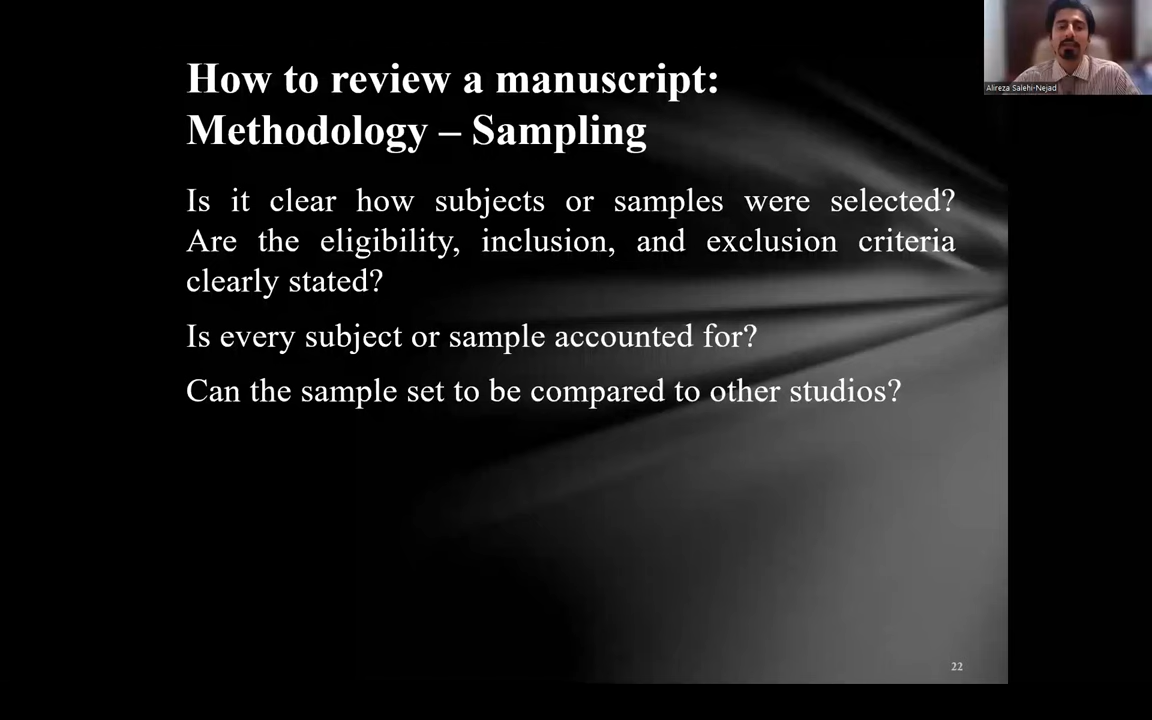 Alireza Salehi-Nejad
How to review a manuscript:
Methodology – Sampling
Is it clear how subjects or samples were selected?
Are the eligibility, inclusion, and exclusion criteria
clearly stated?
Is every subject or sample accounted for?
Can the sample set to be compared to other studios?
22